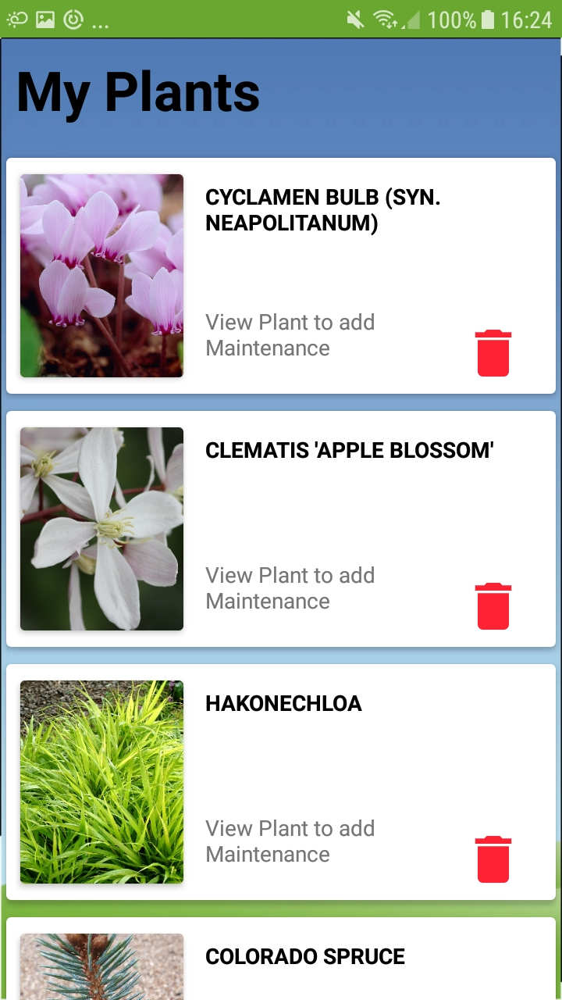 ... 100% 16:24
My Plants
CYCLAMEN BULB (SYN.
NEAPOLITANUM)
View Plant to add
Maintenance
CLEMATIS 'APPLE BLOSSOM'
View Plant to add
Maintenance
HAKONECHLOA
View Plant to add
Maintenance
COLORADO SPRUCE